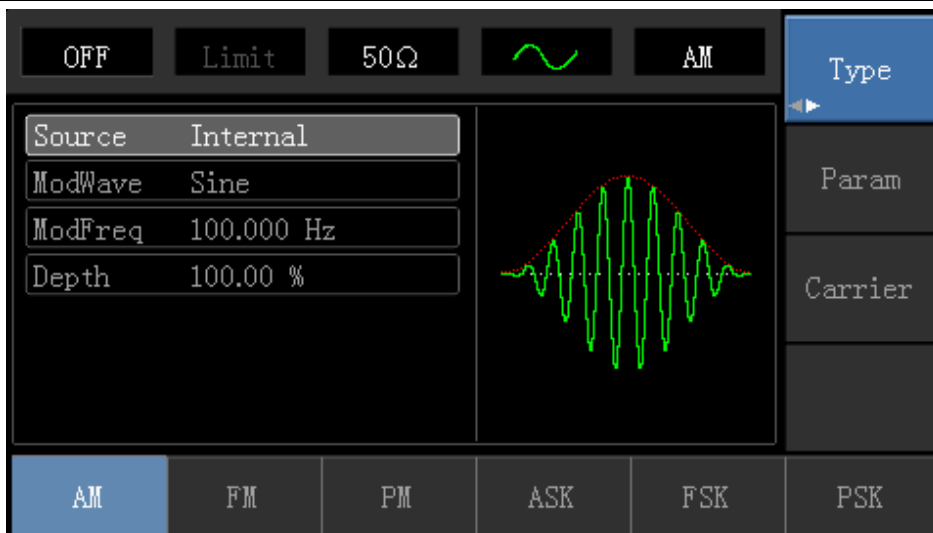 OFF Limit 50Ω AM
Type
Source Internal
ModWave Sine
ModFreq 100.000 Hz
Depth 100.00 %
Param
Carrier
AM FM PM ASK FSK PSK